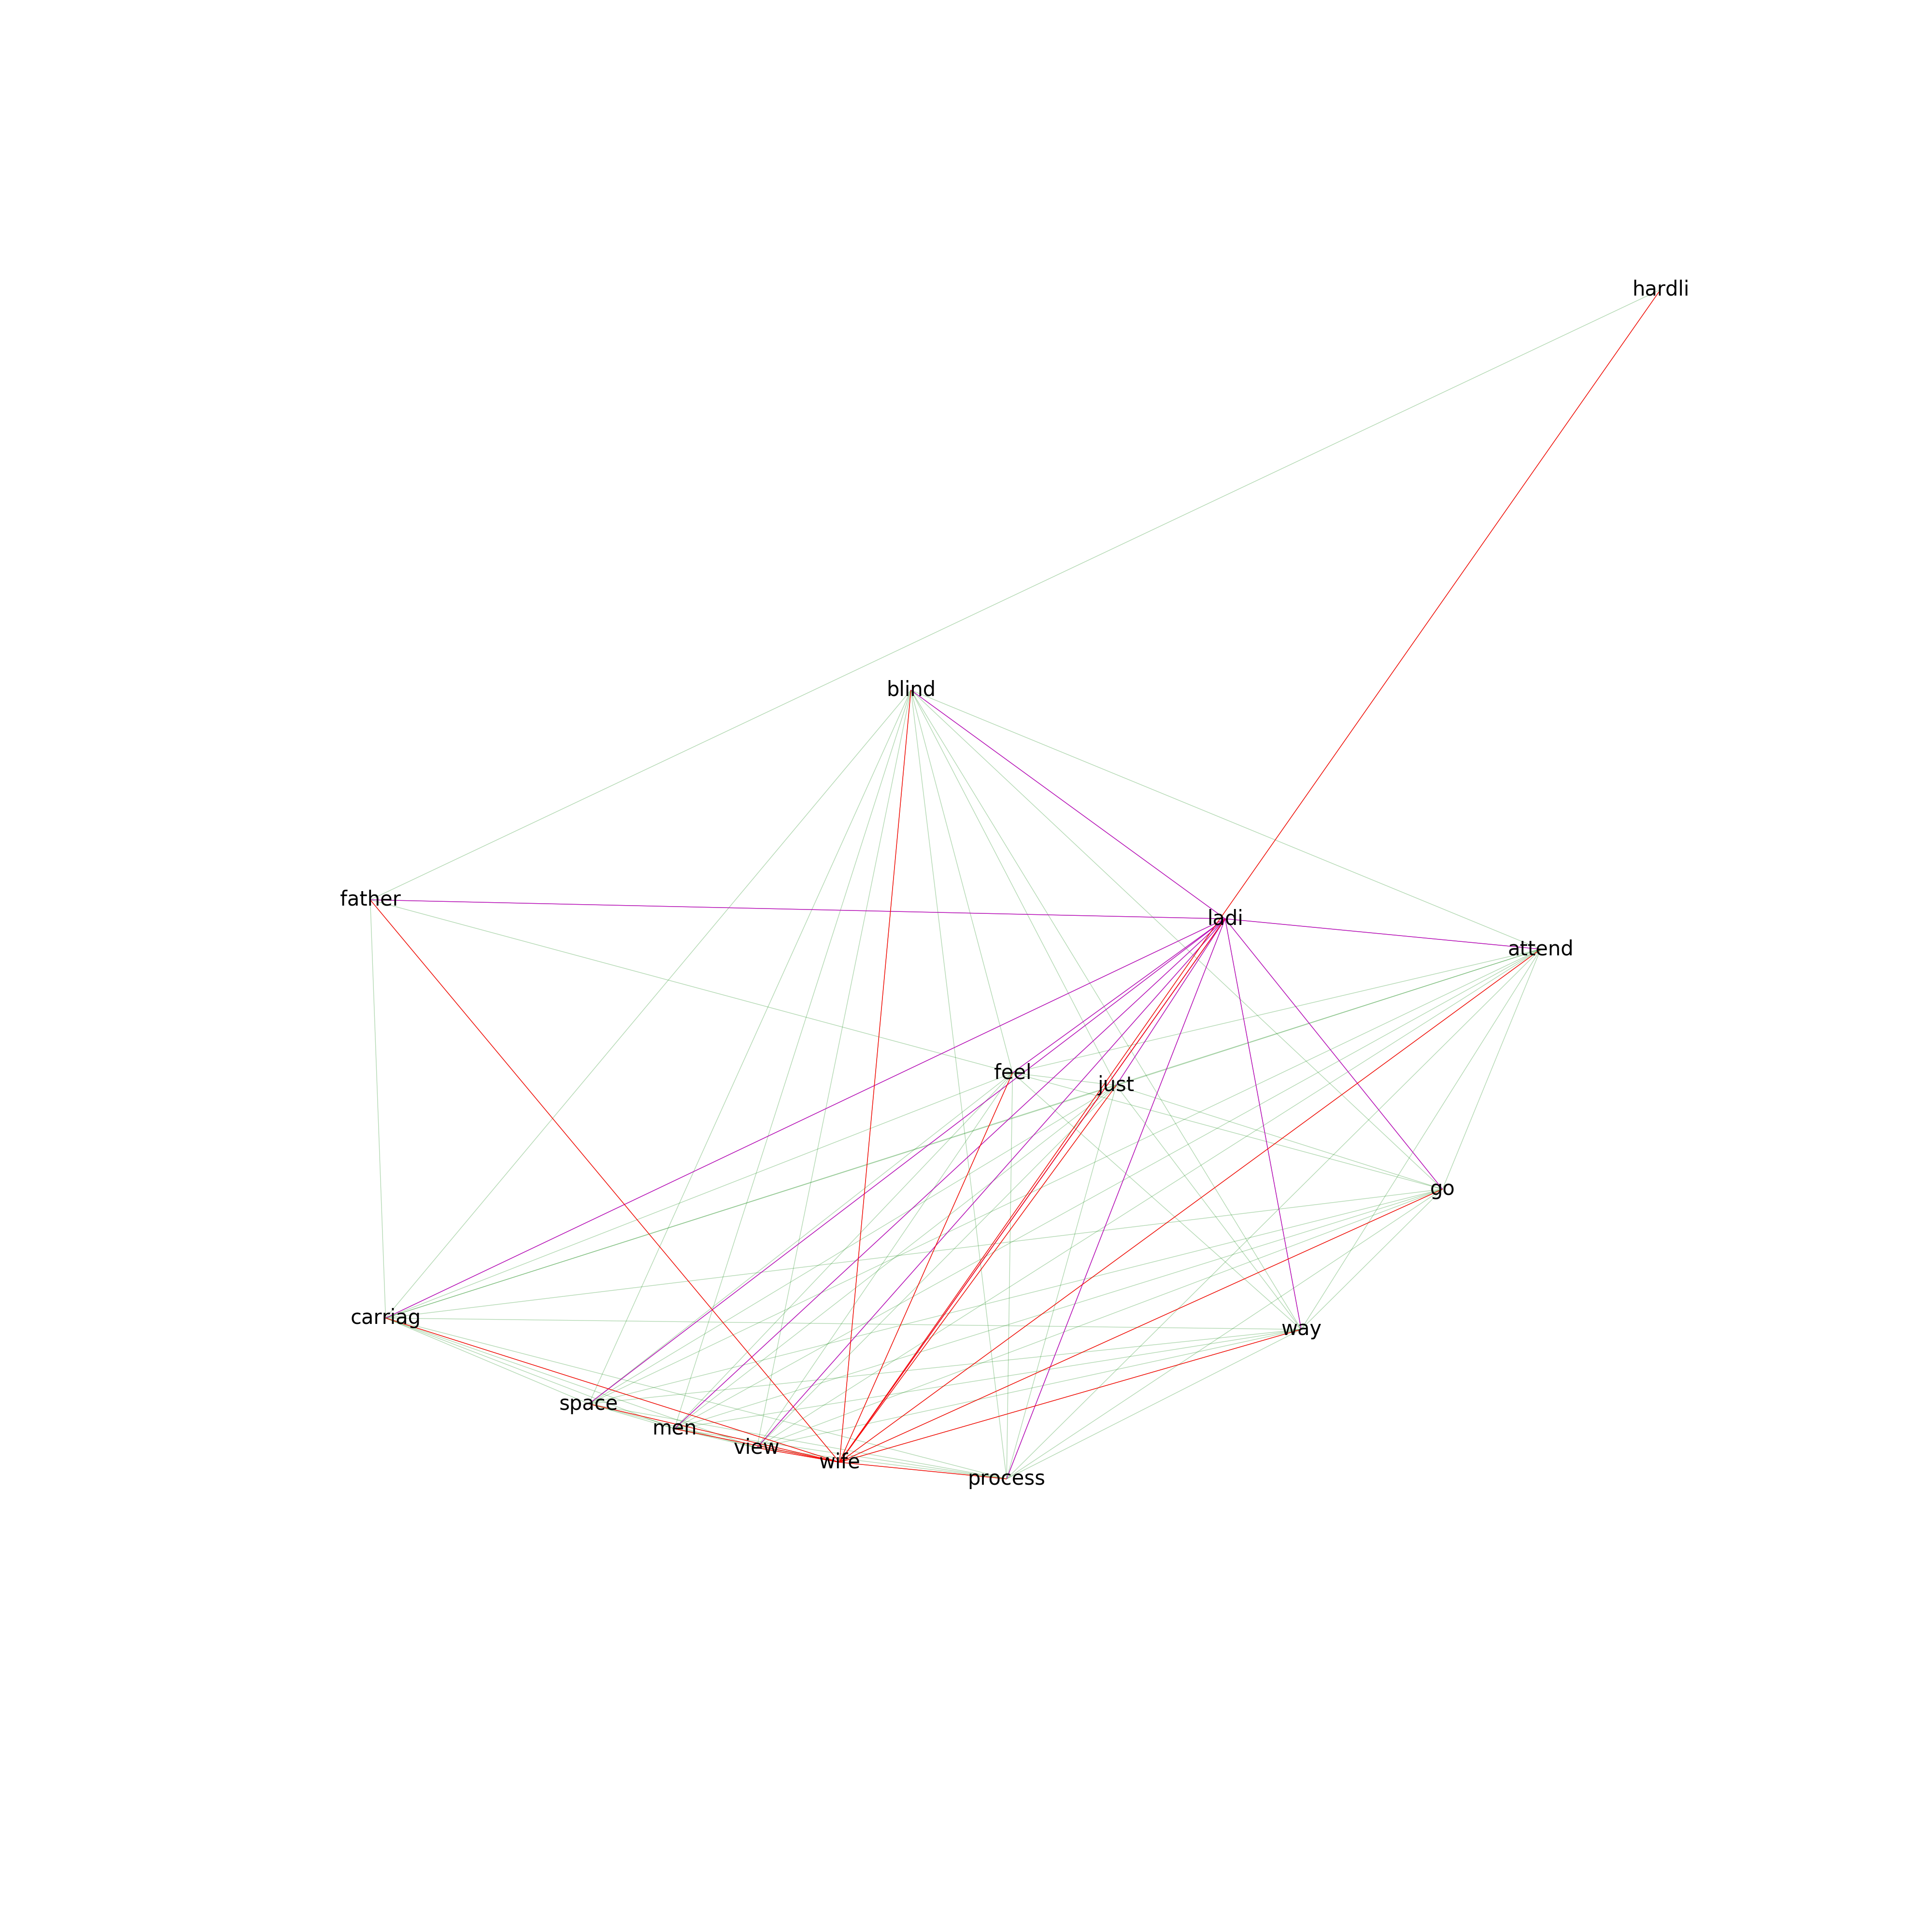 hardli
blind
father
ladi
attend
feel
just
go
carriag
way
space
men
view
wife
process